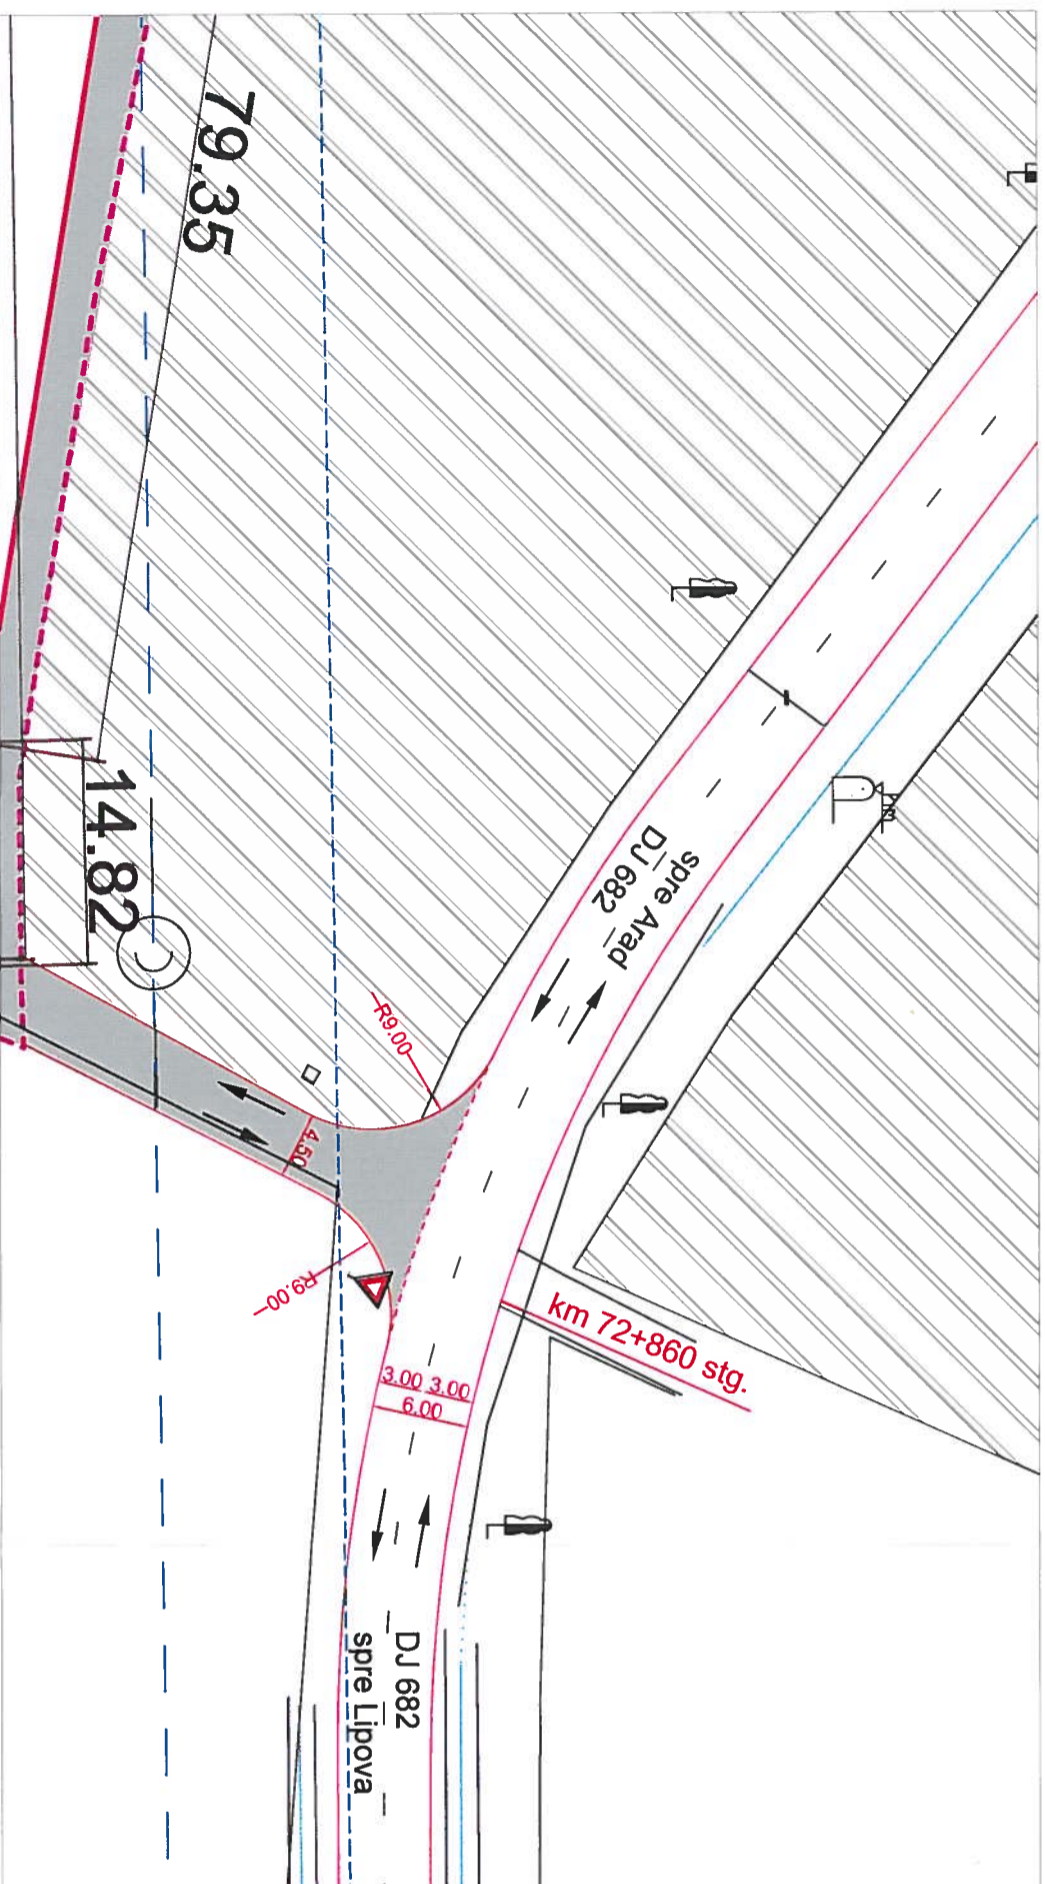 79.35
14.82
spre Arad
DJ 682
R9.00
4.50
R9.00
km 72+860 stg.
3.00 3.00
6.00
DJ 682
spre Lipova